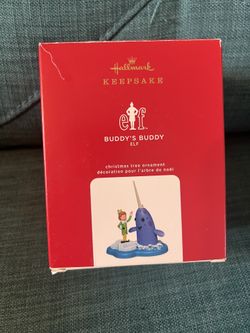 Hallmark
KEEPSAKE
elf
BUDDY'S BUDDY
ELF
christmas tree ornament
décoration pour l'arbre de noël